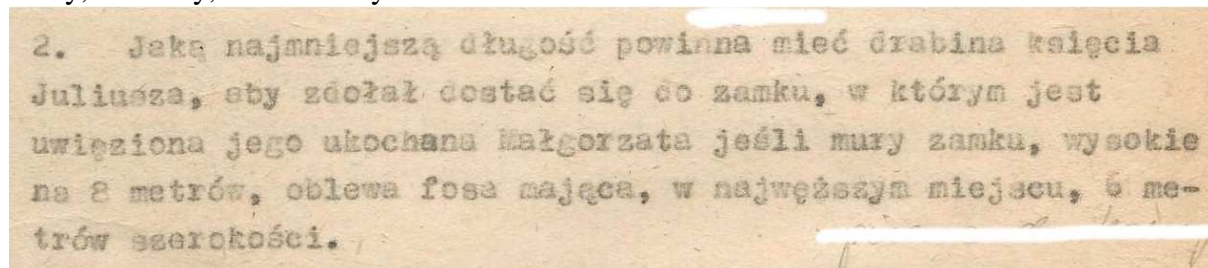 2. Jaką najmniejszą długość powinna mieć drabina księcia
Juliusza, aby zdołał dostać się do zamku, w którym jest
uwięziona jego ukochana Małgorzata jeśli mury zamku, wysokie
na 8 metrów, oblewa fosa mająca, w najwęższym miejscu, 6 me-
trów szerokości.